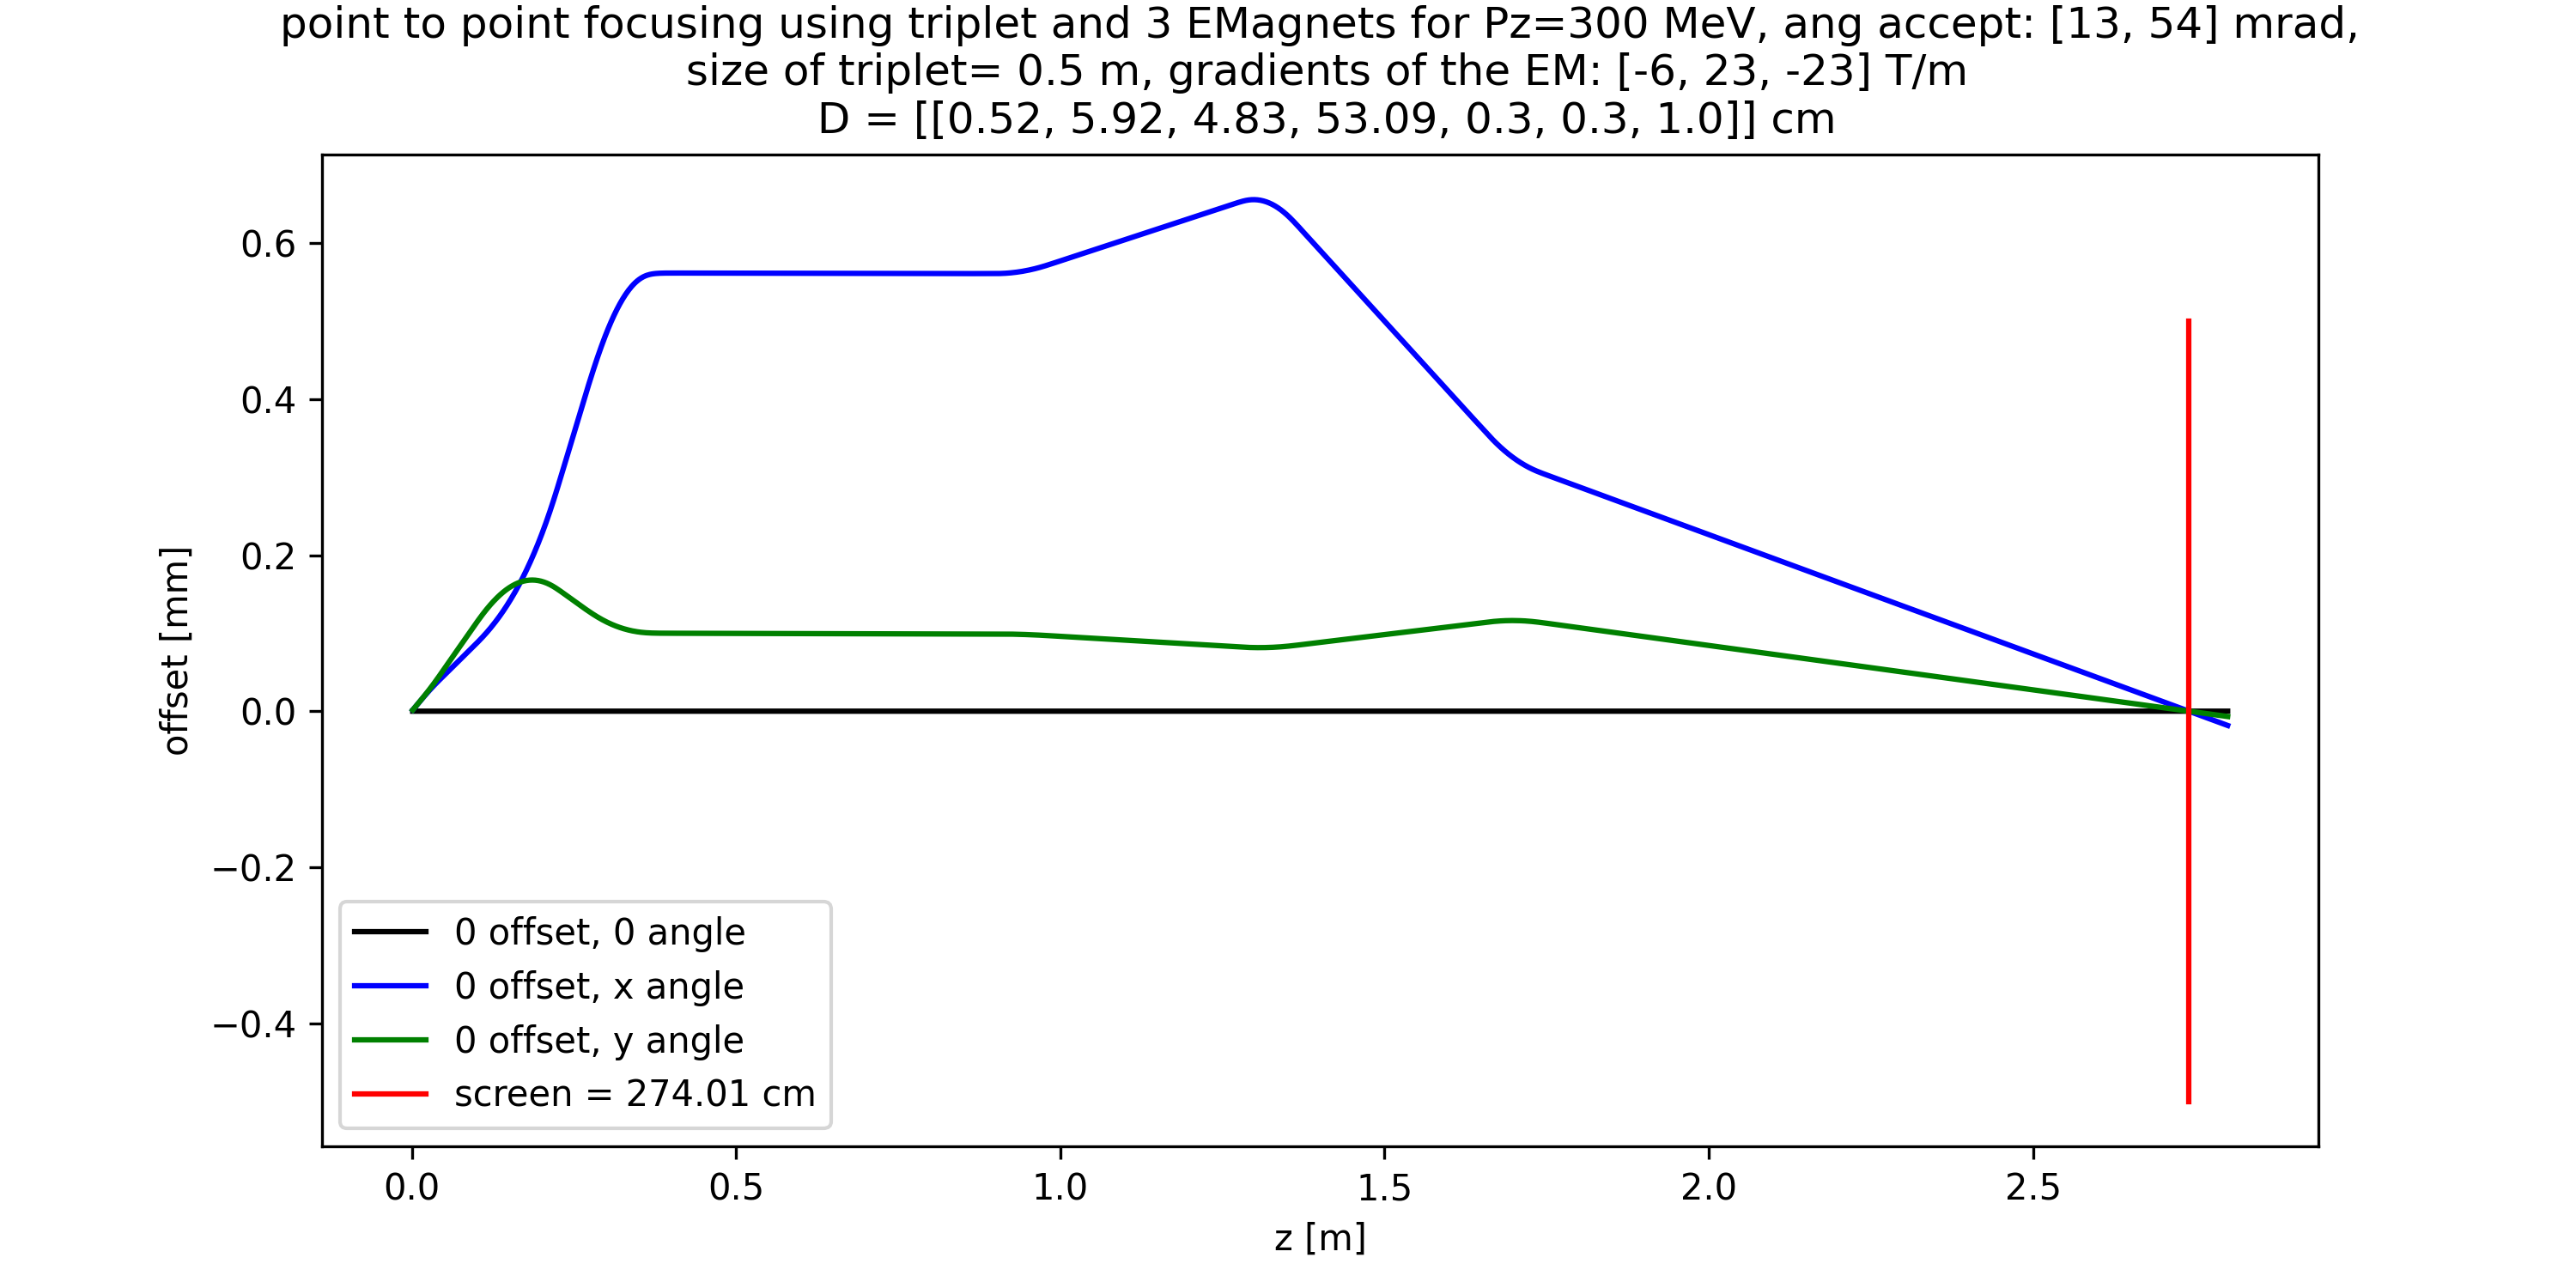 point to point focusing using triplet and 3 EMagnets for Pz=300 MeV, ang accept: [13, 54] mrad,
size of triplet= 0.5 m, gradients of the EM: [-6, 23, -23] T/m
D = [[0.52, 5.92, 4.83, 53.09, 0.3, 0.3, 1.0]] cm
offset [mm]
0.6
0.4
0.2
0.0
−0.2
−0.4
0 offset, 0 angle
0 offset, x angle
0 offset, y angle
screen = 274.01 cm
0.0 0.5 1.0 1.5 2.0 2.5
z [m]